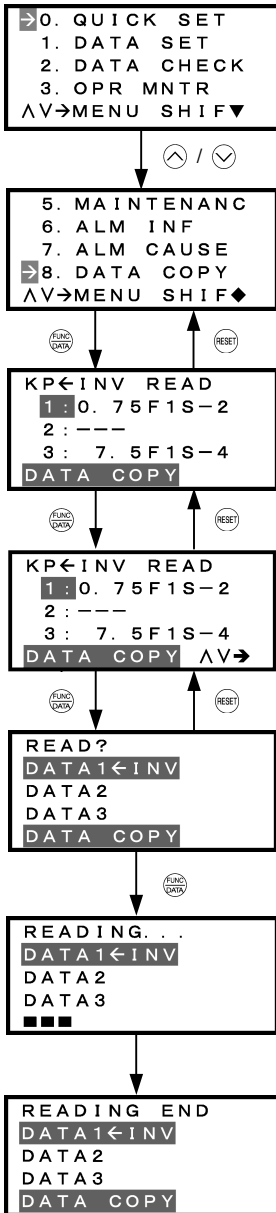 →0. QUICK SET
1. DATA SET
2. DATA CHECK
3. OPR MNTR
∧∨→MENU SHIF▼
/
5. MAINTENANC
6. ALM INF
7. ALM CAUSE
→8. DATA COPY
∧∨→MENU SHIF◆
FUNC
DATA
RESET
KP←INV READ
1:0. 75F1S−2
2:−−−
3: 7. 5F1S−4
DATA COPY
FUNC
DATA
RESET
KP←INV READ
1:0. 75F1S−2
2:−−−
3: 7. 5F1S−4
DATA COPY ∧∨→
FUNC
DATA
RESET
READ?
DATA1←INV
DATA2
DATA3
DATA COPY
FUNC
DATA
READING...
DATA1←INV
DATA2
DATA3
■■■
READING END
DATA1←INV
DATA2
DATA3
DATA COPY